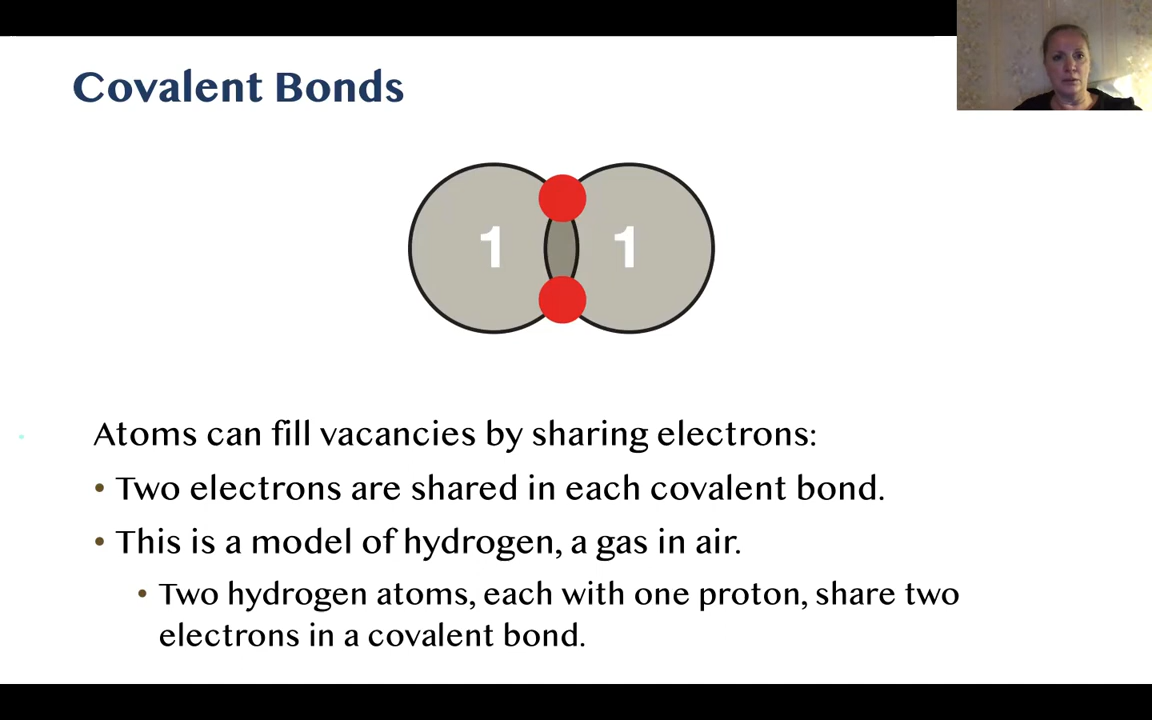 Covalent Bonds
1 1
Atoms can fill vacancies by sharing electrons:
• Two electrons are shared in each covalent bond.
• This is a model of hydrogen, a gas in air.
• Two hydrogen atoms, each with one proton, share two
electrons in a covalent bond.